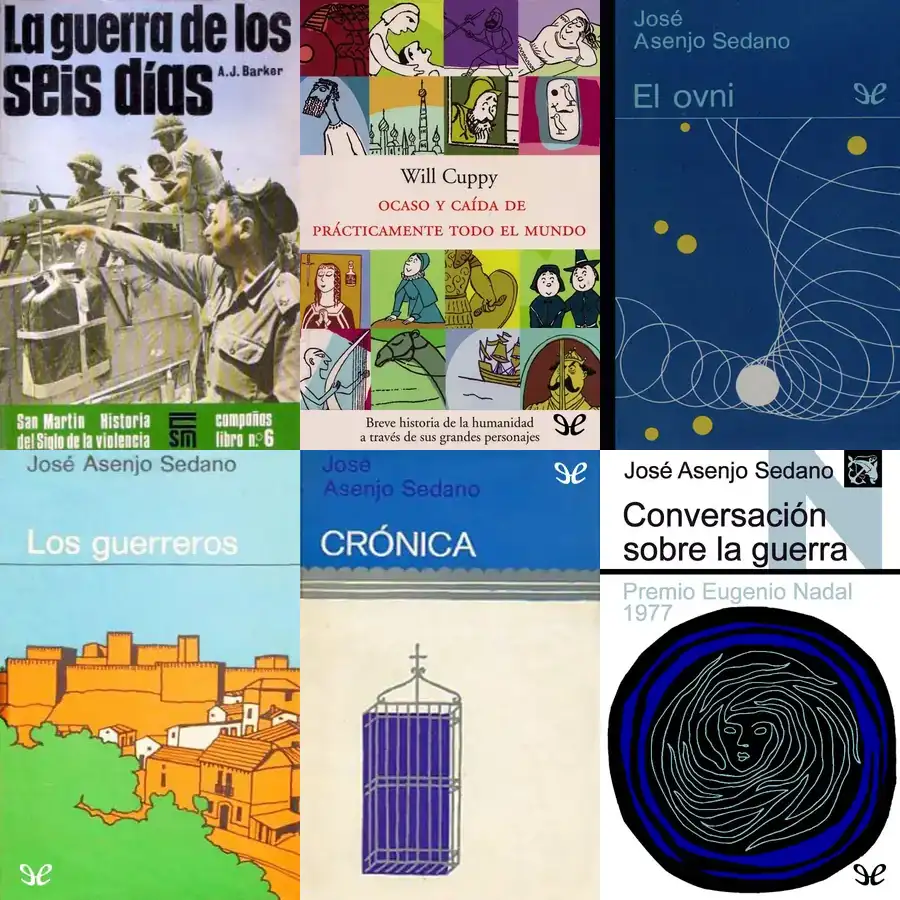 La guerra de los
seis días
A.J. Barker
San Martin Historia
del Siglo de la violencia
SM
campañas
libro n.º 6
Will Cuppy
OCASO Y CAÍDA DE
PRÁCTICAMENTE TODO EL MUNDO
Breve historia de la humanidad
a través de sus grandes personajes
José
Asenjo Sedano
El ovni
José Asenjo Sedano
Los guerreros
José
Asenjo Sedano
CRÓNICA
José Asenjo Sedano
N
Conversación
sobre la guerra
Premio Eugenio Nadal
1977